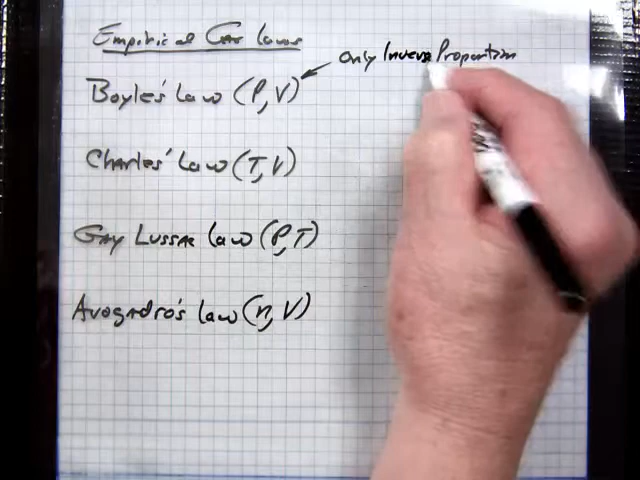 Empirical Gas Laws
only Inverse Proportion
Boyle's Law (P, V)
Charles' Law (T, V)
Gay Lussac law (P, T)
Avogadro's law (n, V)